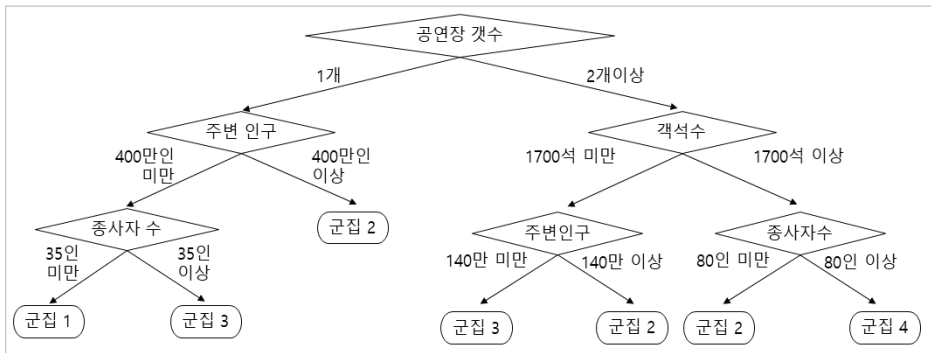 공연장 갯수
1개
2개이상
주변 인구
객석수
400만인
미만
400만인
이상
1700석 미만
1700석 이상
종사자 수
군집 2
주변인구
종사자수
35인
미만
35인
이상
140만 미만
140만 이상
80인 미만
80인 이상
군집 1
군집 3
군집 3
군집 2
군집 2
군집 4